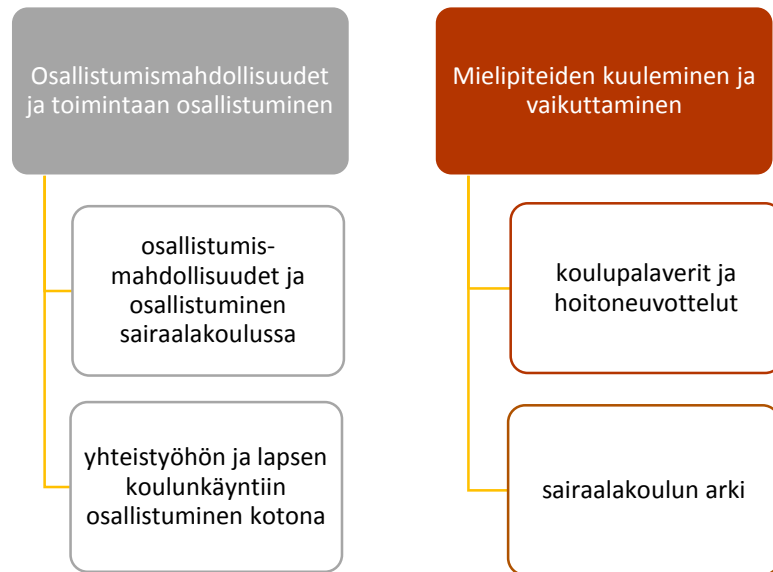 Osallistumismahdollisuudet
ja toimintaan osallistuminen
osallistumis-
mahdollisuudet ja
osallistuminen
sairaalakoulussa
yhteistyöhön ja lapsen
koulunkäyntiin
osallistuminen kotona
Mielipiteiden kuuleminen ja
vaikuttaminen
koulupalaverit ja
hoitoneuvottelut
sairaalakoulun arki